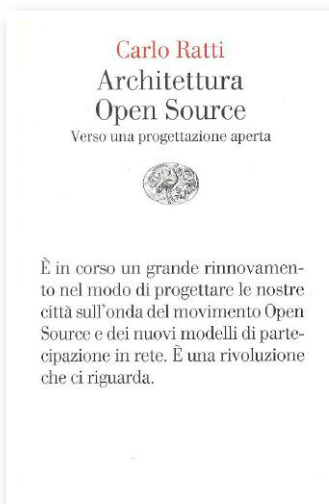 Carlo Ratti
Architettura
Open Source
Verso una progettazione aperta
È in corso un grande rinnovamen-
to nel modo di progettare le nostre
città sull'onda del movimento Open
Source e dei nuovi modelli di parte-
cipazione in rete. È una rivoluzione
che ci riguarda.